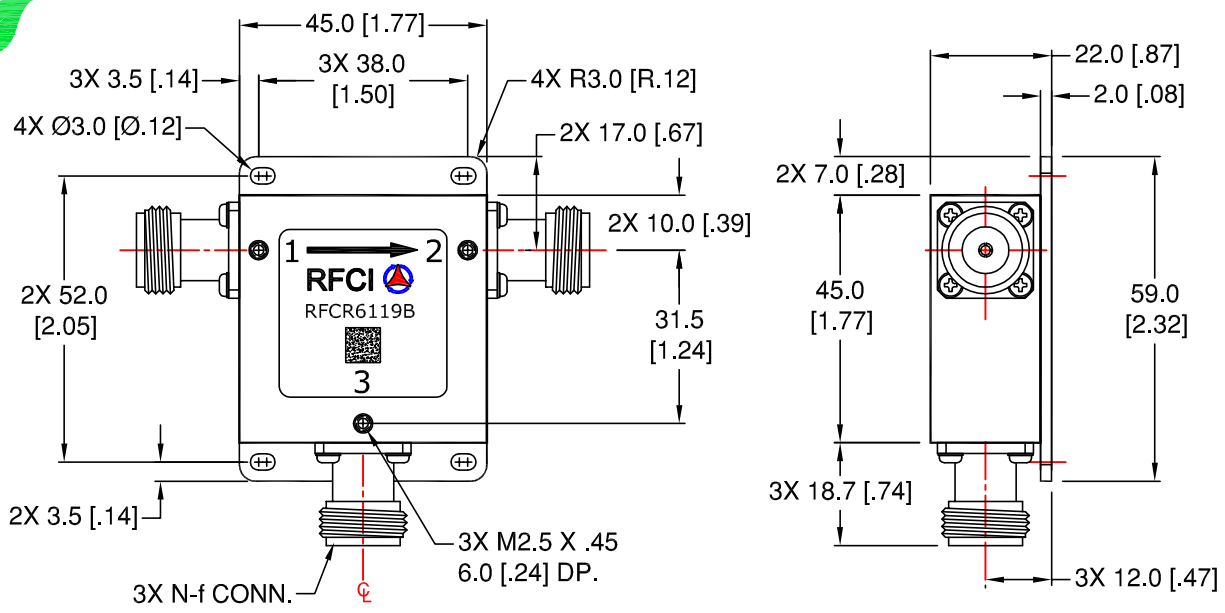 45.0 [1.77]
3X 38.0
[1.50]
3X 3.5 [.14]
4X R3.0 [R.12]
4X Ø3.0 [Ø.12]
2X 17.0 [.67]
2X 10.0 [.39]
1
2
RFCI
RFCR6119B
3
2X 52.0
[2.05]
31.5
[1.24]
2X 3.5 [.14]
3X M2.5 X .45
6.0 [.24] DP.
3X N-f CONN.
℄
22.0 [.87]
2.0 [.08]
2X 7.0 [.28]
45.0
[1.77]
59.0
[2.32]
3X 18.7 [.74]
3X 12.0 [.47]